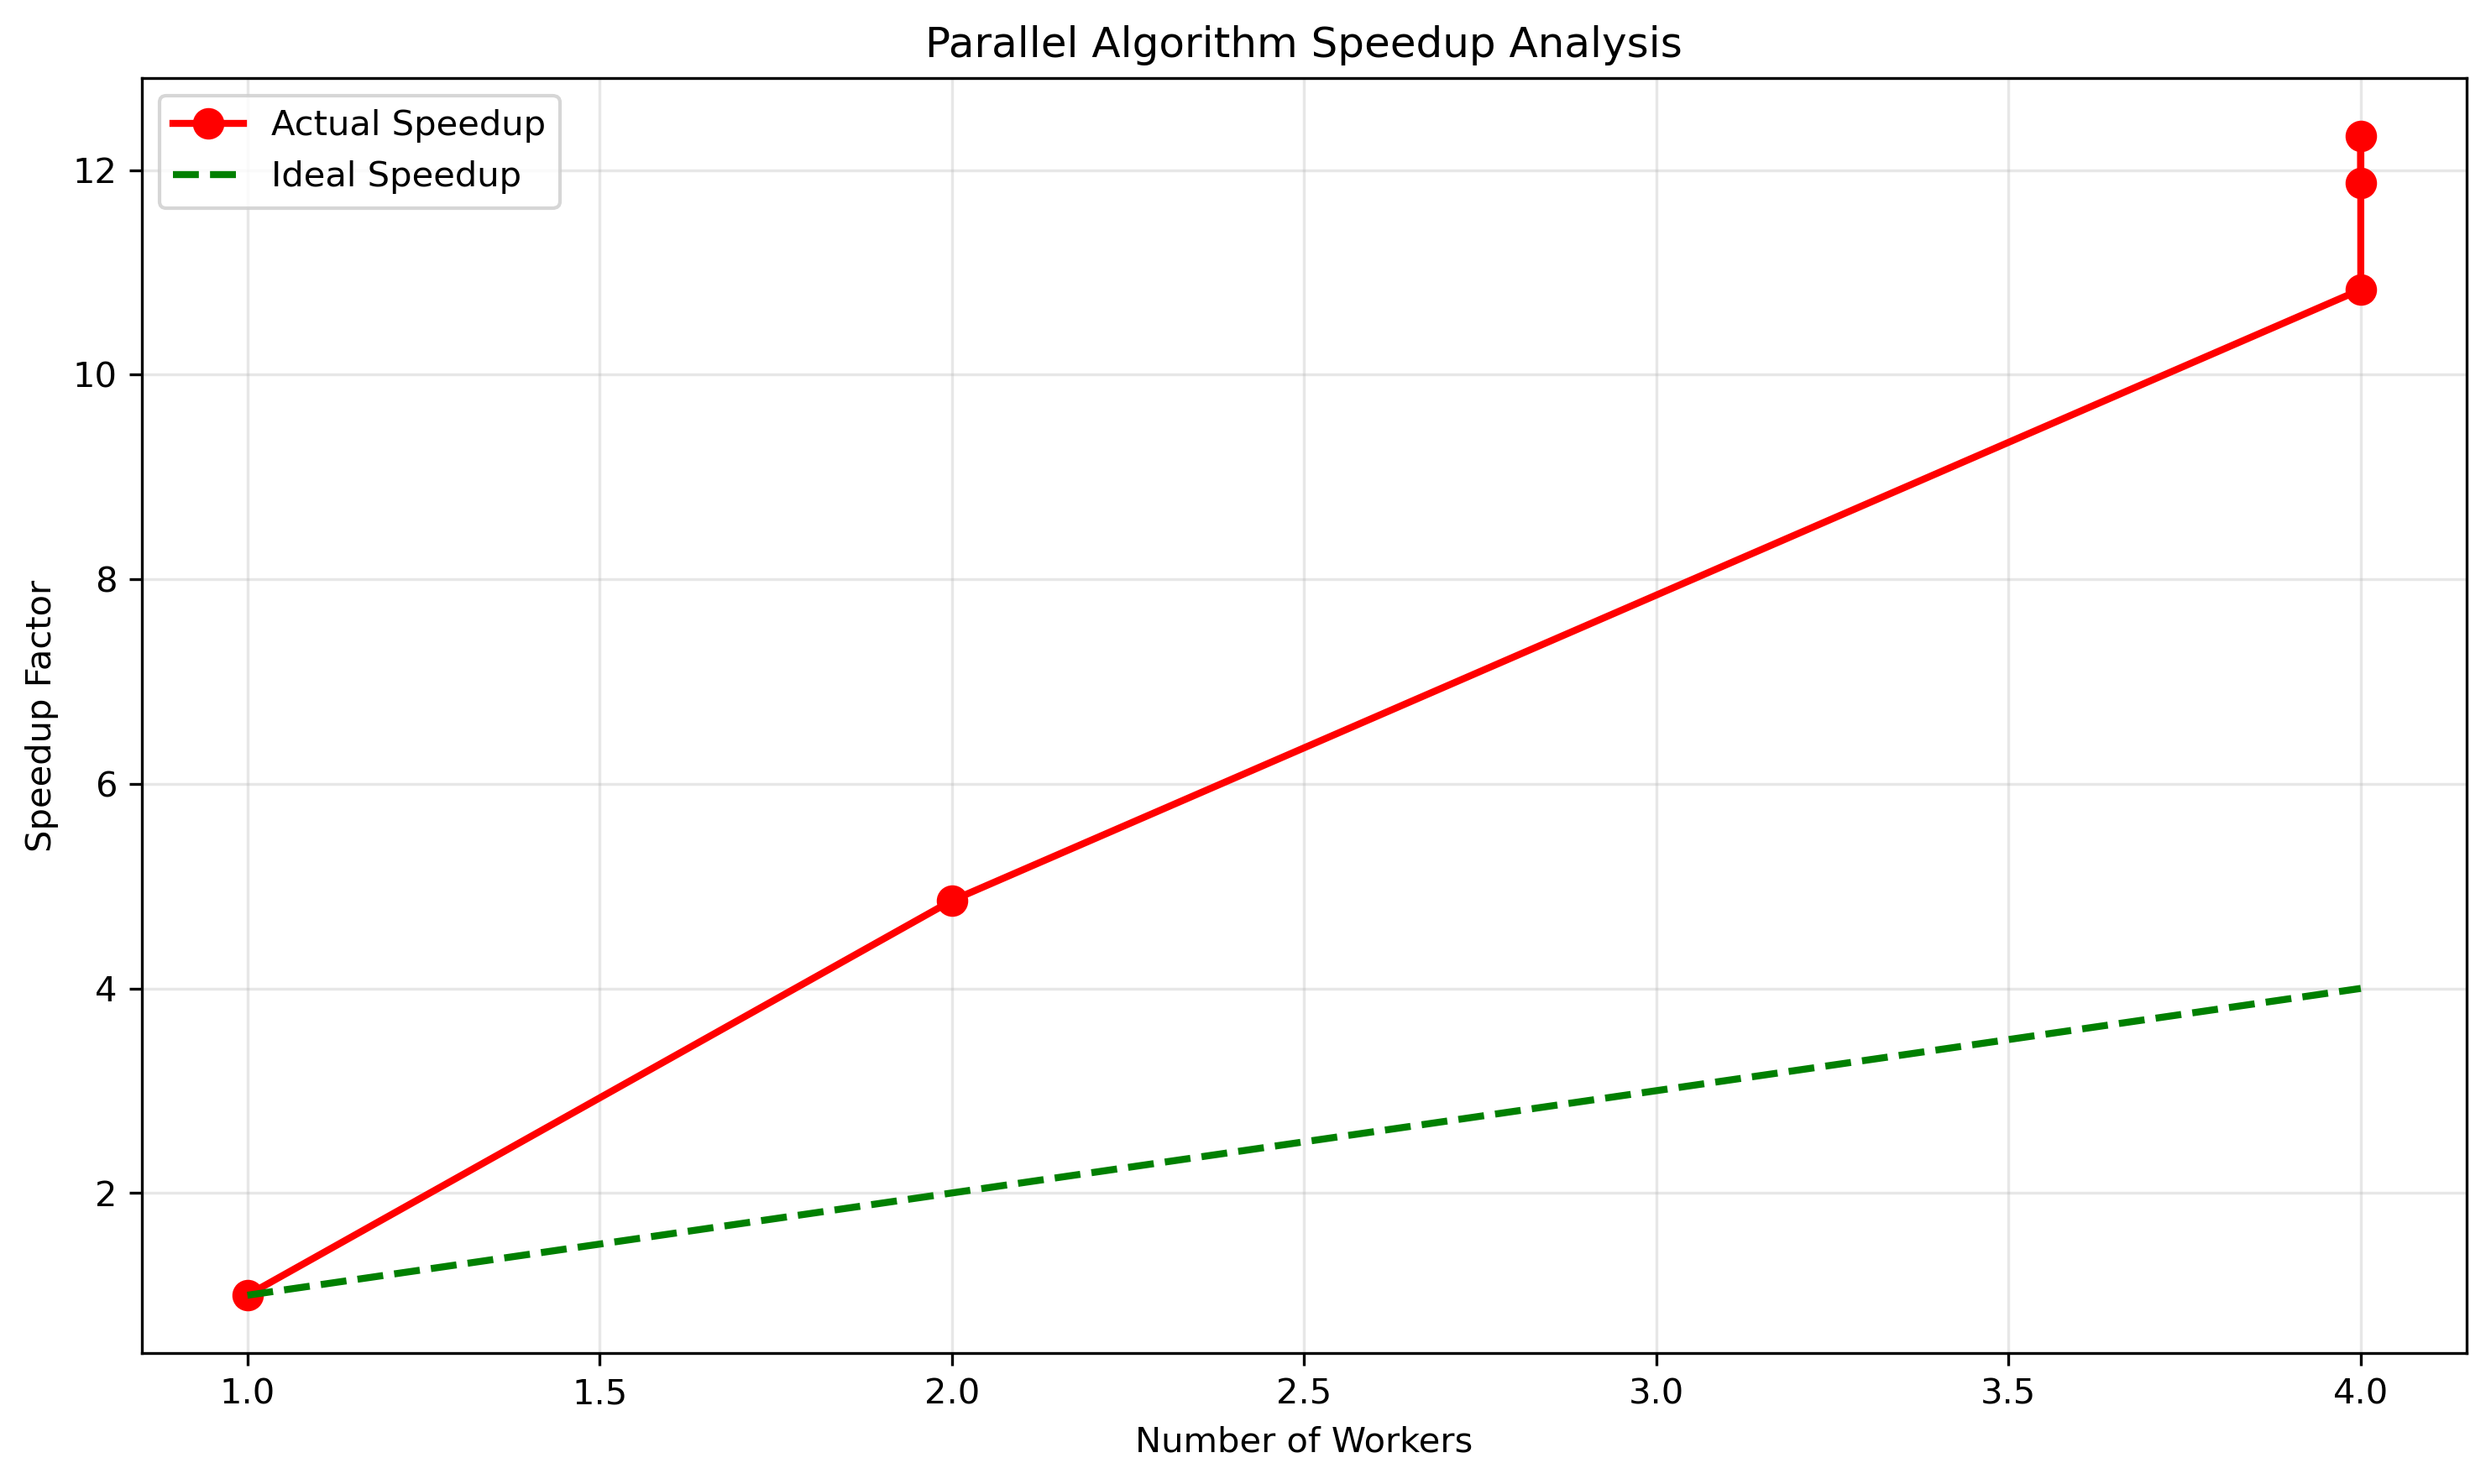 Parallel Algorithm Speedup Analysis
Actual Speedup
Ideal Speedup
12
10
8
6
4
2
Speedup Factor
1.0 1.5 2.0 2.5 3.0 3.5 4.0
Number of Workers